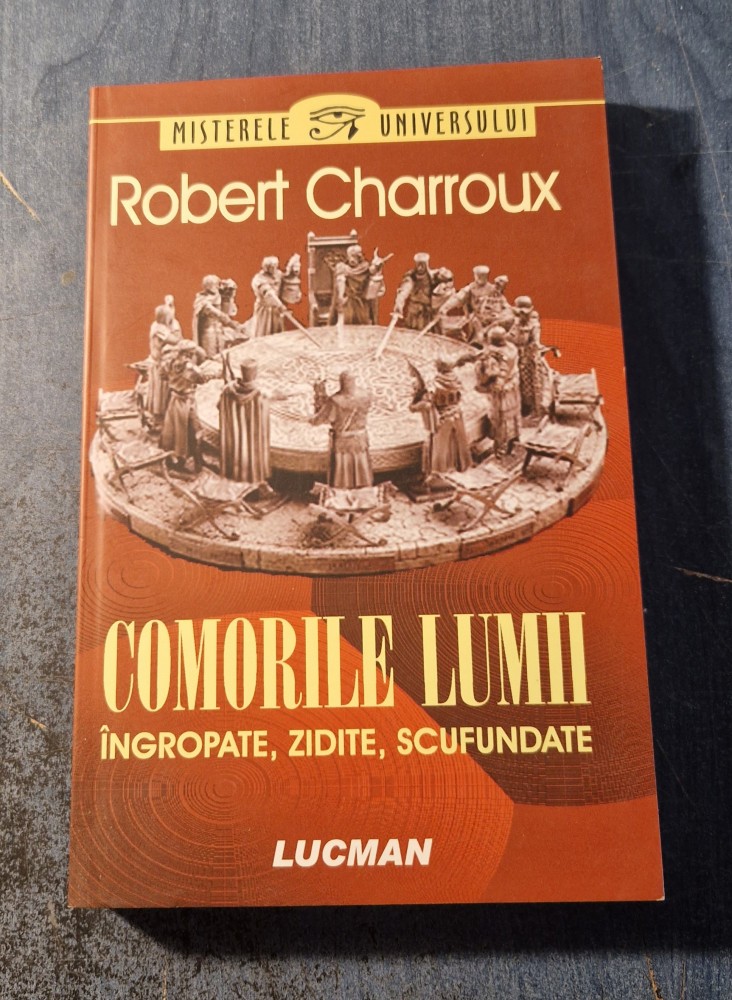 MISTERELE UNIVERSULUI
Robert Charroux
COMORILE LUMII
ÎNGROPATE, ZIDITE, SCUFUNDATE
LUCMAN